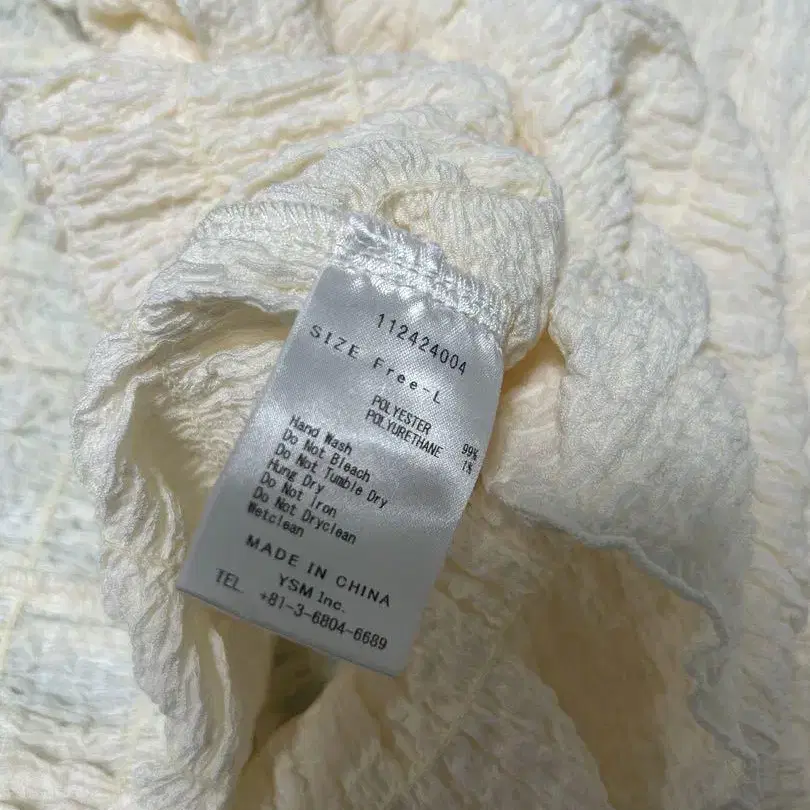 112424004
SIZE Free-L
POLYESTER 99%
POLYURETHANE 1%
Hand Wash
Do Not Bleach
Do Not Tumble Dry
Hung Dry
Do Not Iron
Do Not Dryclean
Wetclean
MADE IN CHINA
YSM Inc.
TEL +81-3-6804-6689